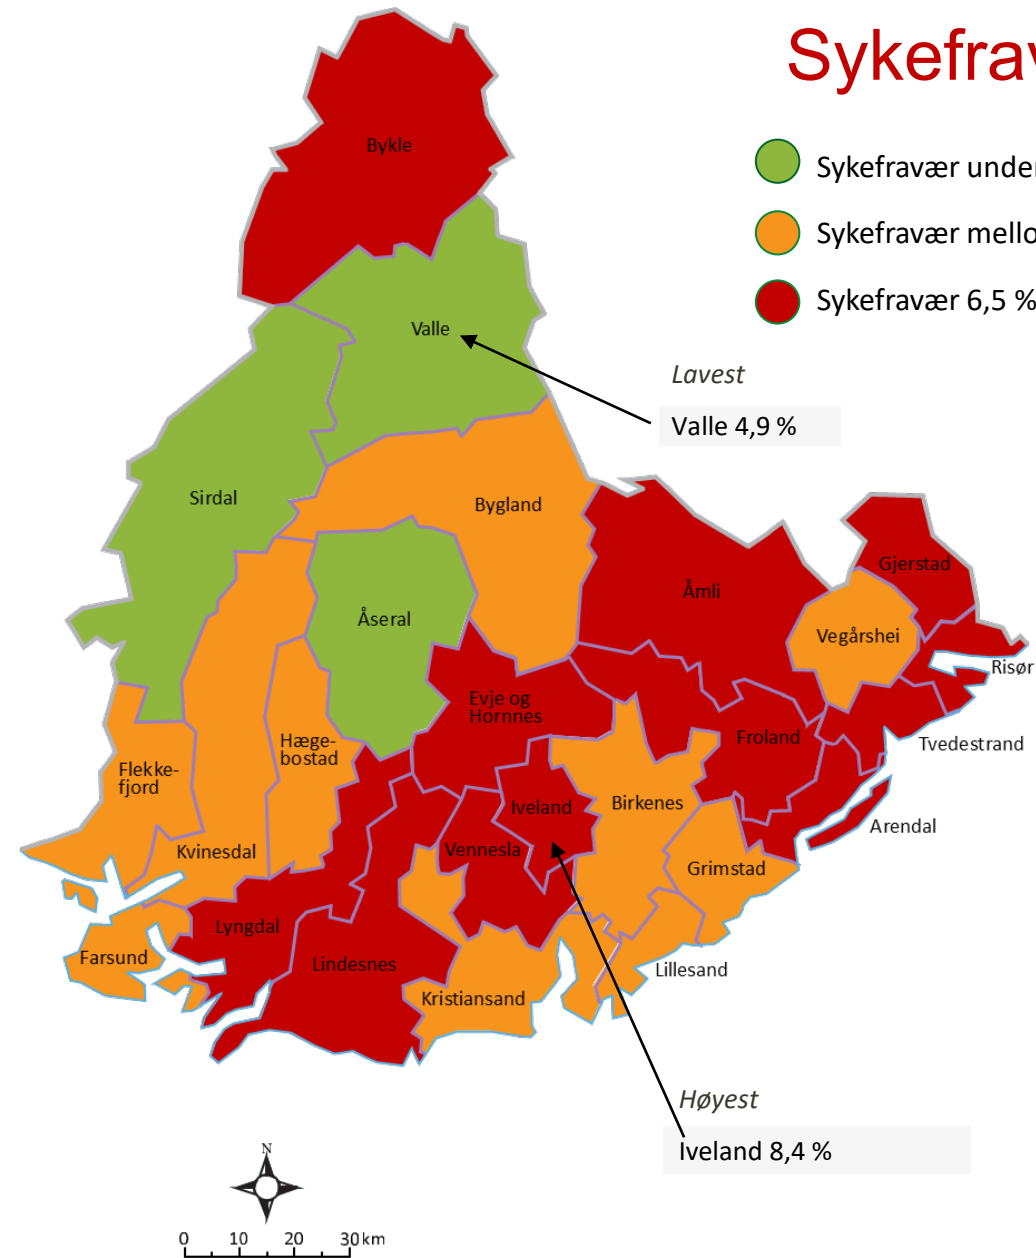 Sykefrav
Sykefravær under
Sykefravær mello
Sykefravær 6,5 %
Bykle
Valle
Lavest
Valle 4,9 %
Sirdal
Bygland
Gjerstad
Åmli
Åseral
Vegårshei
Risør
Evje og
Hornnes
Hæge-
bostad
Froland
Tvedestrand
Flekke-
fjord
Iveland
Birkenes
Arendal
Kvinesdal
Vennesla
Grimstad
Lyngdal
Farsund
Lindesnes
Lillesand
Kristiansand
Høyest
Iveland 8,4 %
N
0 10 20 30 km